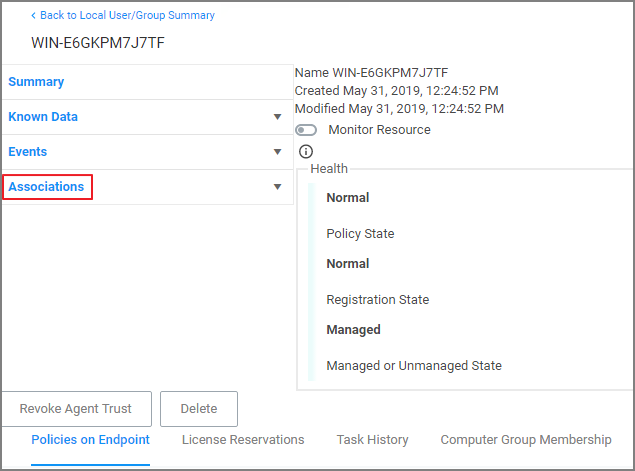 Back to Local User/Group Summary
WIN-E6GKPM7J7TF
Summary
Known Data
Events
Associations
Name WIN-E6GKPM7J7TF
Created May 31, 2019, 12:24:52 PM
Modified May 31, 2019, 12:24:52 PM
Monitor Resource
Health
Normal
Policy State
Normal
Registration State
Managed
Managed or Unmanaged State
Revoke Agent Trust Delete
Policies on Endpoint License Reservations Task History Computer Group Membership